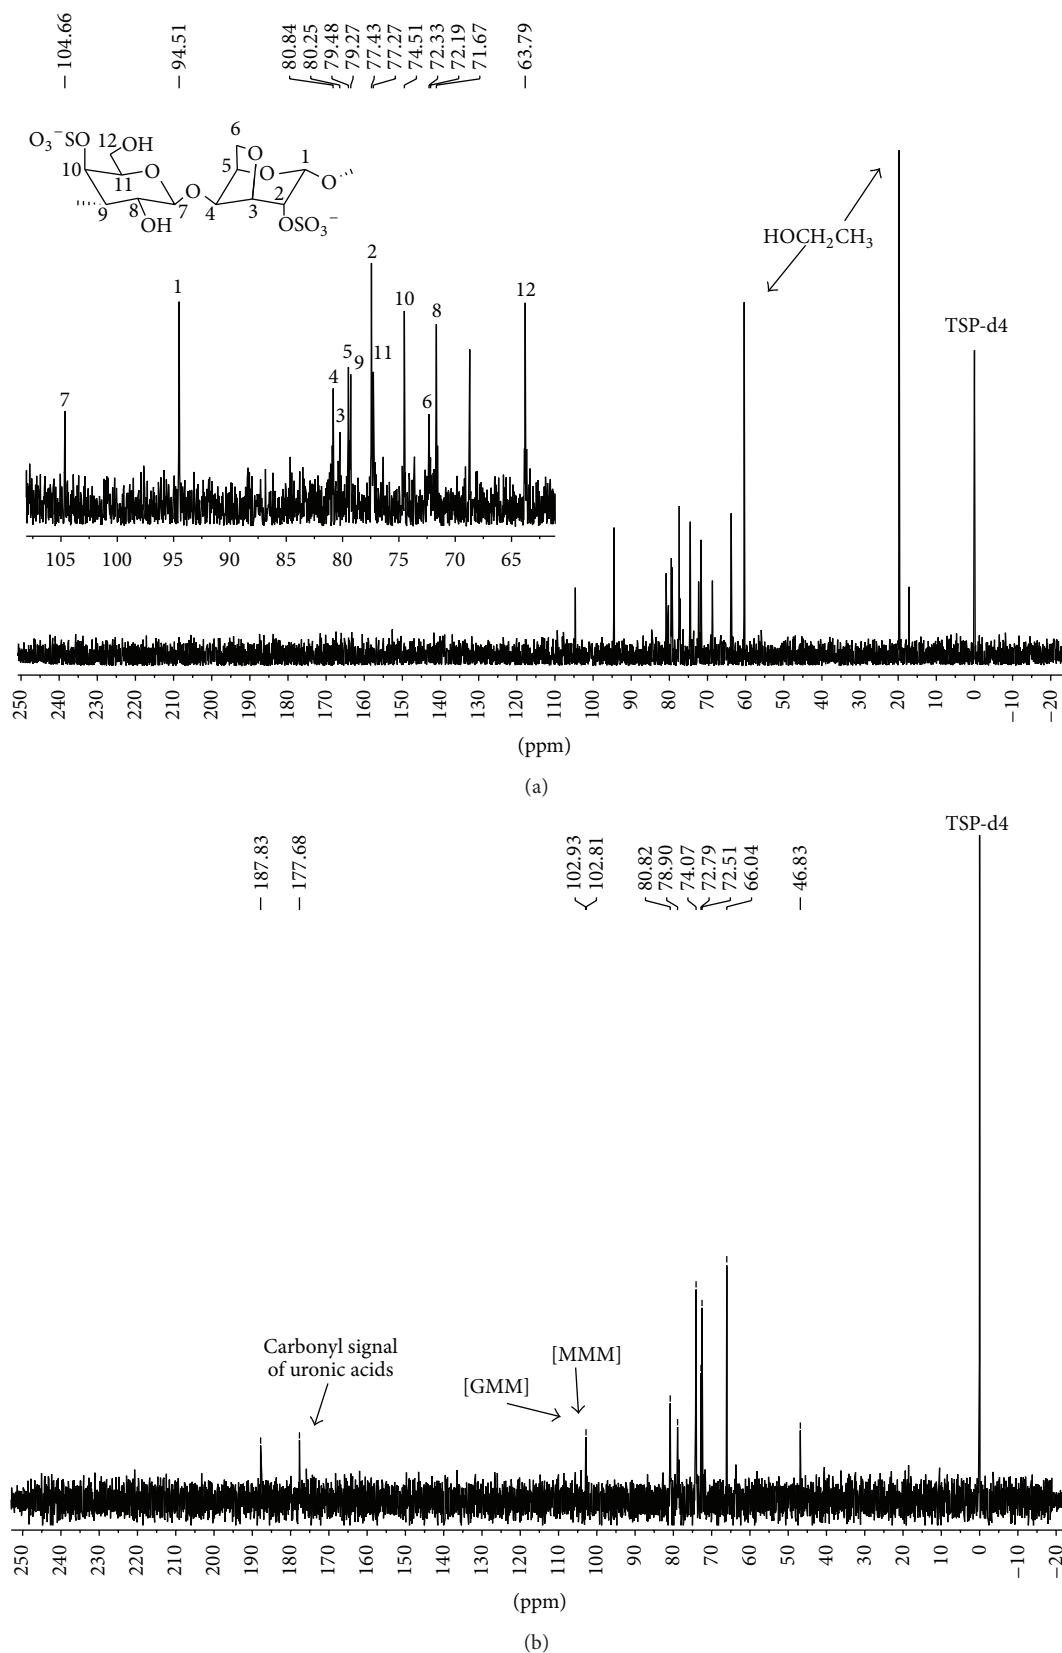 − 104.66
− 94.51
80.84
80.25
79.48
79.27
77.43
77.27
74.51
72.33
72.19
71.67
− 63.79
O₃⁻SO
12
OH
10
11
O
9
8
OH
7
O
4
5
6
O
O
3
2
1
O
OSO₃⁻
HOCH₂CH₃
TSP-d4
7
1
4
3
5
9
2
11
10
6
8
12
105 100 95 90 85 80 75 70 65
250 240 230 220 210 200 190 180 170 160 150 140 130 120 110 100 90 80 70 60 50 40 30 20 10 0 −10 −20
(ppm)
(a)
TSP-d4
− 187.83
− 177.68
102.93
102.81
80.82
78.90
74.07
72.79
72.51
66.04
− 46.83
Carbonyl signal
of uronic acids
[GMM]
[MMM]
250 240 230 220 210 200 190 180 170 160 150 140 130 120 110 100 90 80 70 60 50 40 30 20 10 0 −10 −20
(ppm)
(b)